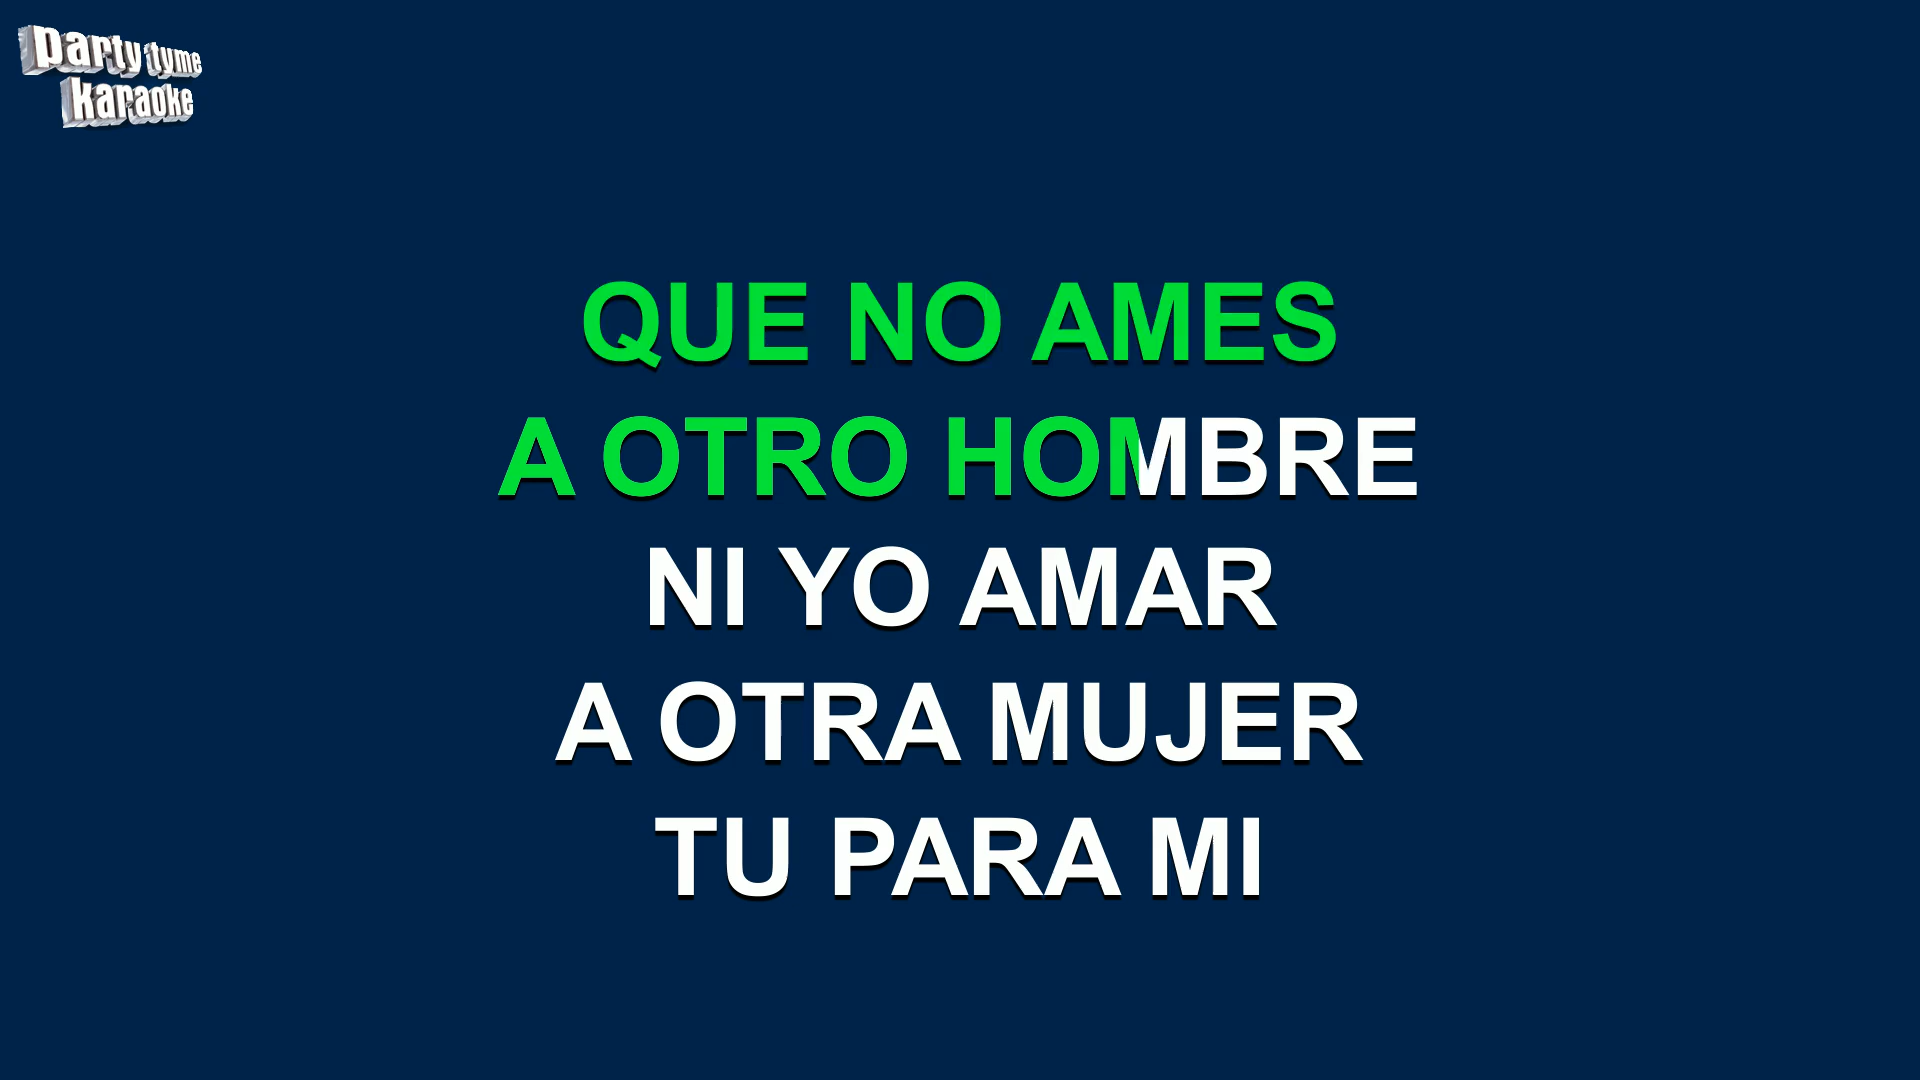 party tyme
karaoke
QUE NO AMES
A OTRO HOMBRE
NI YO AMAR
A OTRA MUJER
TU PARA MI